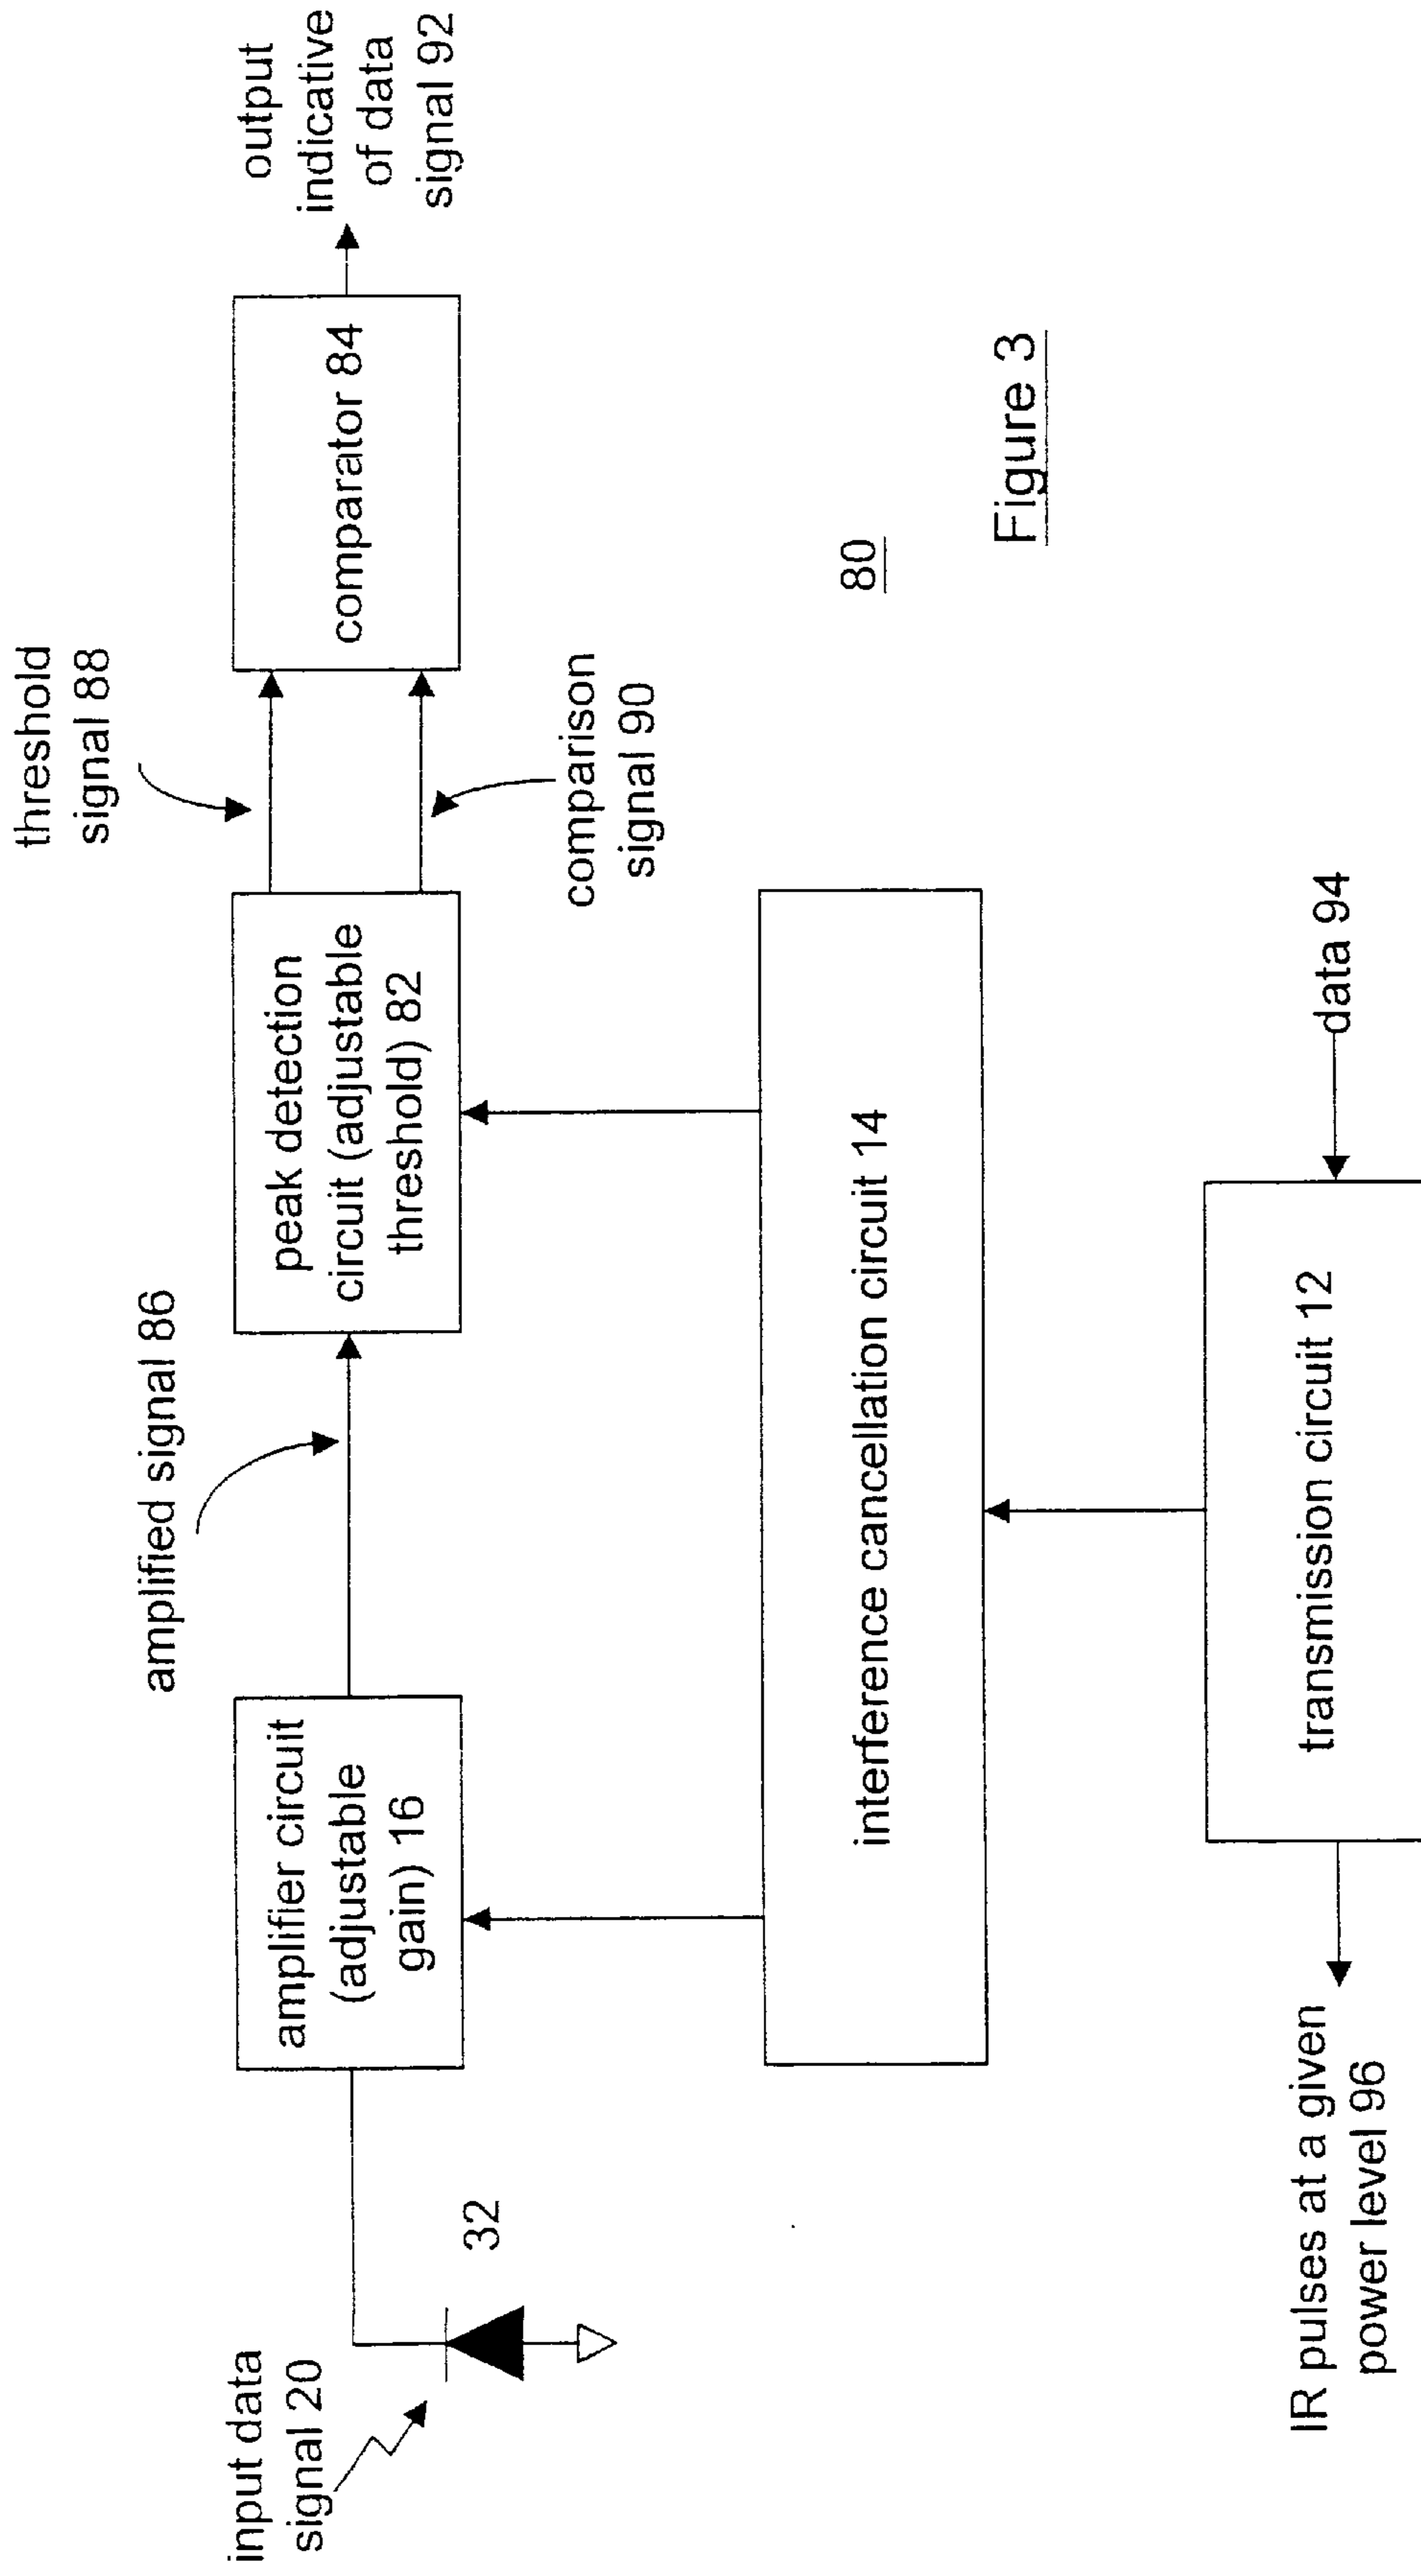 input data
signal 20
32
amplifier circuit
(adjustable
gain) 16
amplified signal 86
peak detection
circuit (adjustable
threshold) 82
threshold
signal 88
comparison
signal 90
comparator 84
output
indicative
of data
signal 92
interference cancellation circuit 14
80
IR pulses at a given
power level 96
transmission circuit 12
data 94
Figure 3